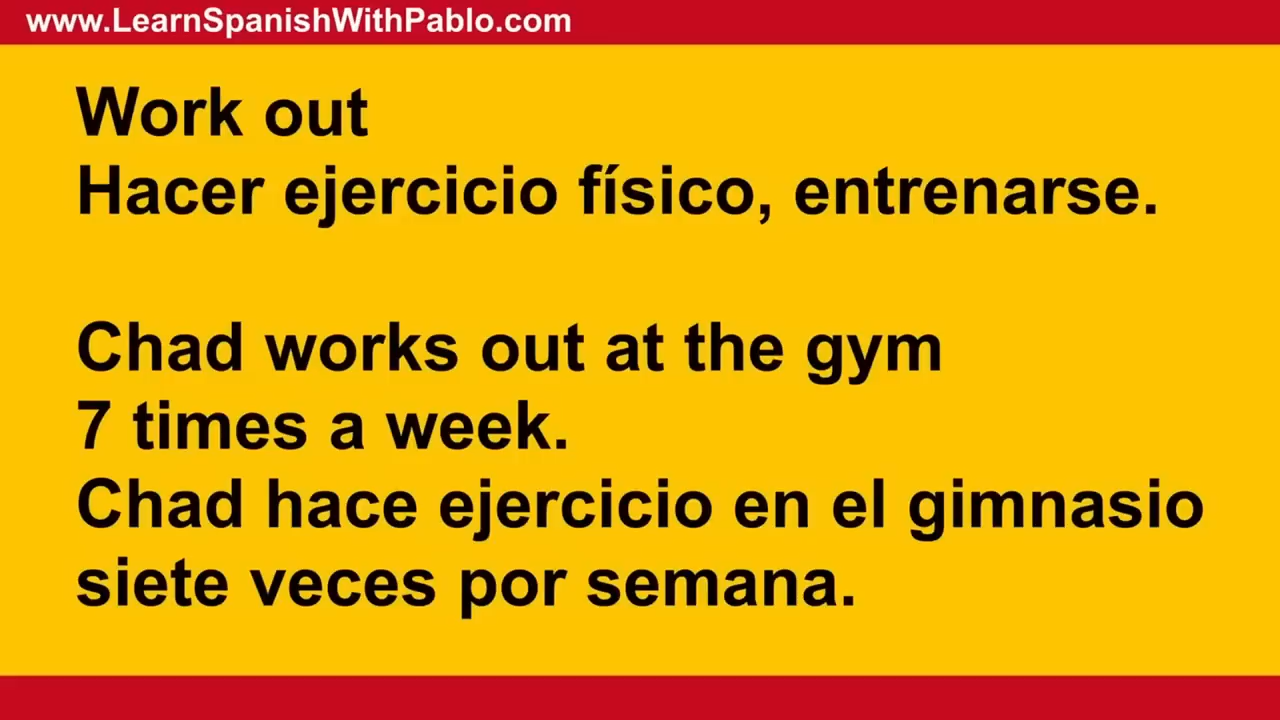 www.LearnSpanishWithPablo.com
Work out
Hacer ejercicio físico, entrenarse.
Chad works out at the gym
7 times a week.
Chad hace ejercicio en el gimnasio
siete veces por semana.